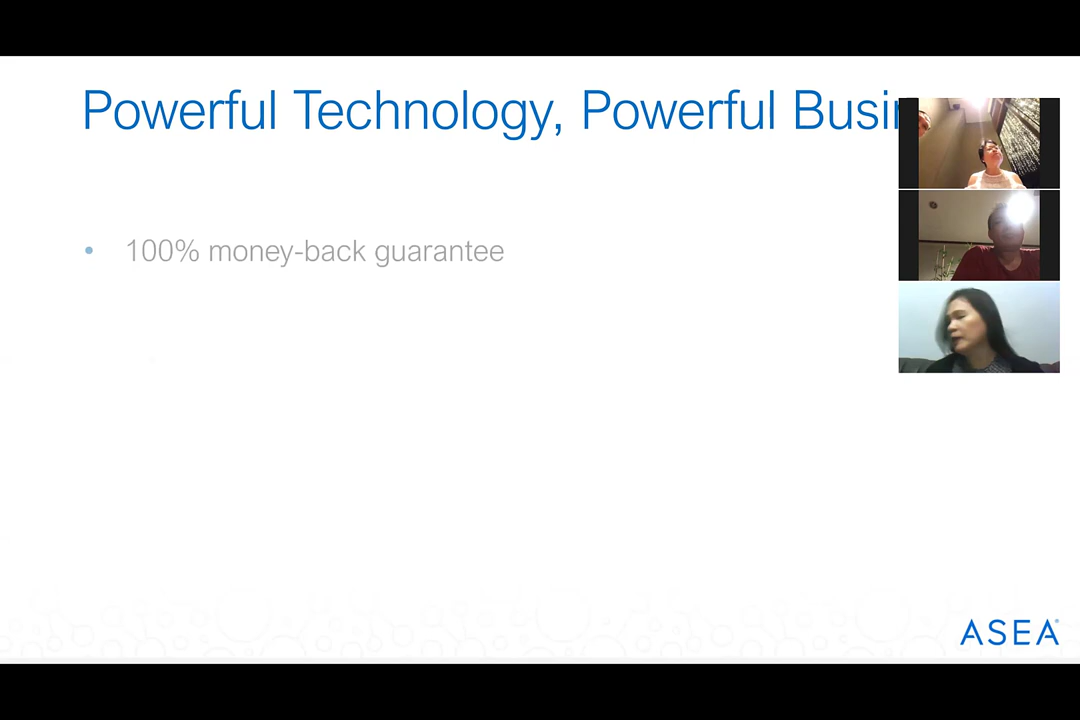 Powerful Technology, Powerful Busi
• 100% money-back guarantee
ASEA